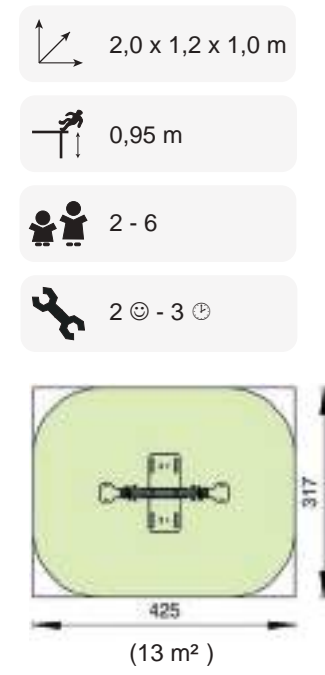 2,0 x 1,2 x 1,0 m
0,95 m
2 - 6
2 ☺ - 3 🕑
317
425
(13 m² )